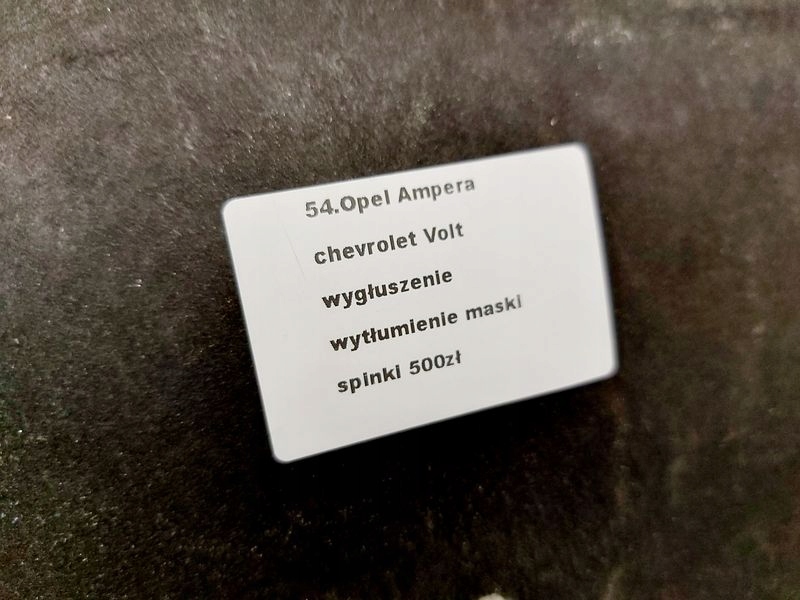 54.Opel Ampera
chevrolet Volt
wygłuszenie
wytłumienie maski
spinki 500zł